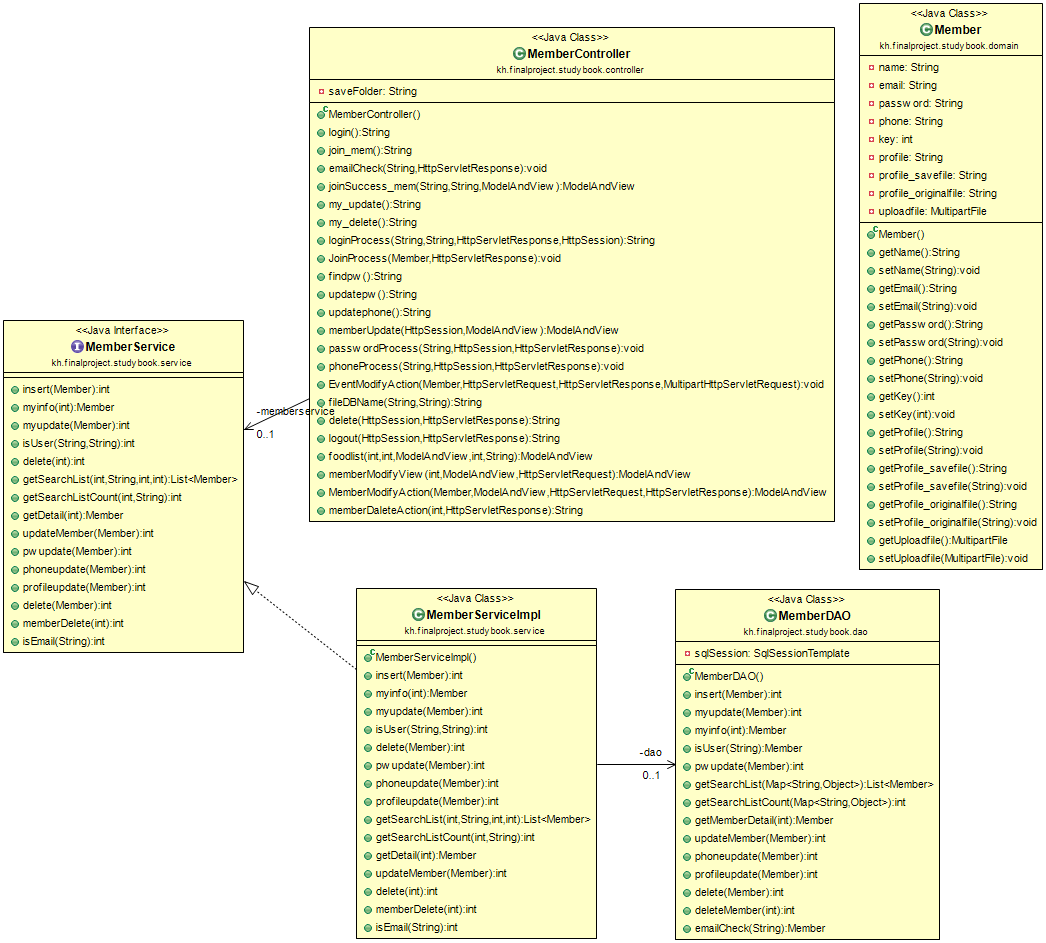 <<Java Class>>
MemberController
kh.finalproject.studybook.controller
saveFolder: String
MemberController()
login():String
join_mem():String
emailCheck(String,HttpServletResponse):void
joinSuccess_mem(String,String,ModelAndView):ModelAndView
my_update():String
my_delete():String
loginProcess(String,String,HttpServletResponse,HttpSession):String
JoinProcess(Member,HttpServletResponse):void
findpw():String
updatepw():String
updatephone():String
memberUpdate(HttpSession,ModelAndView):ModelAndView
passwordProcess(String,HttpSession,HttpServletResponse):void
phoneProcess(String,HttpSession,HttpServletResponse):void
EventModifyAction(Member,HttpServletRequest,HttpServletResponse,MultipartHttpServletRequest):void
fileDBName(String,String):String
delete(HttpSession,HttpServletResponse):String
logout(HttpSession,HttpServletResponse):String
foodlist(int,int,ModelAndView,int,String):ModelAndView
memberModifyView(int,ModelAndView,HttpServletRequest):ModelAndView
MemberModifyAction(Member,ModelAndView,HttpServletRequest,HttpServletResponse):ModelAndView
memberDaleteAction(int,HttpServletResponse):String
<<Java Class>>
Member
kh.finalproject.studybook.domain
name: String
email: String
password: String
phone: String
key: int
profile: String
profile_savefile: String
profile_originalfile: String
uploadfile: MultipartFile
Member()
getName():String
setName(String):void
getEmail():String
setEmail(String):void
getPassword():String
setPassword(String):void
getPhone():String
setPhone(String):void
getKey():int
setKey(int):void
getProfile():String
setProfile(String):void
getProfile_savefile():String
setProfile_savefile(String):void
getProfile_originalfile():String
setProfile_originalfile(String):void
getUploadfile():MultipartFile
setUploadfile(MultipartFile):void
<<Java Interface>>
MemberService
kh.finalproject.studybook.service
insert(Member):int
myinfo(int):Member
myupdate(Member):int
isUser(String,String):int
delete(int):int
getSearchList(int,String,int,int):List<Member>
getSearchListCount(int,String):int
getDetail(int):Member
updateMember(Member):int
pwupdate(Member):int
phoneupdate(Member):int
profileupdate(Member):int
delete(Member):int
memberDelete(int):int
isEmail(String):int
-memberservice
0..1
<<Java Class>>
MemberServiceImpl
kh.finalproject.studybook.service
MemberServiceImpl()
insert(Member):int
myinfo(int):Member
myupdate(Member):int
isUser(String,String):int
delete(Member):int
pwupdate(Member):int
phoneupdate(Member):int
profileupdate(Member):int
getSearchList(int,String,int,int):List<Member>
getSearchListCount(int,String):int
getDetail(int):Member
updateMember(Member):int
delete(int):int
memberDelete(int):int
isEmail(String):int
-dao
0..1
<<Java Class>>
MemberDAO
kh.finalproject.studybook.dao
sqlSession: SqlSessionTemplate
MemberDAO()
insert(Member):int
myupdate(Member):int
myinfo(int):Member
isUser(String):Member
pwupdate(Member):int
getSearchList(Map<String,Object>):List<Member>
getSearchListCount(Map<String,Object>):int
getMemberDetail(int):Member
updateMember(Member):int
phoneupdate(Member):int
profileupdate(Member):int
delete(Member):int
deleteMember(int):int
emailCheck(String):Member